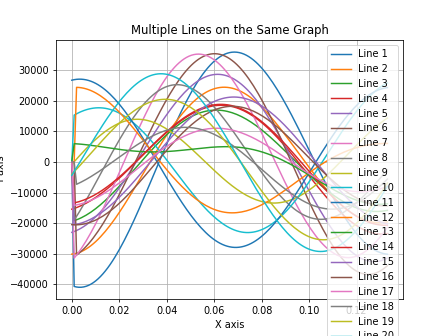 Multiple Lines on the Same Graph
40000
30000
20000
10000
0
−10000
−20000
−30000
−40000
0.00
0.02
0.04
0.06
0.08
0.10
X axis
axis
Line 1
Line 2
Line 3
Line 4
Line 5
Line 6
Line 7
Line 8
Line 9
Line 10
Line 11
Line 12
Line 13
Line 14
Line 15
Line 16
Line 17
Line 18
Line 19
Line 20